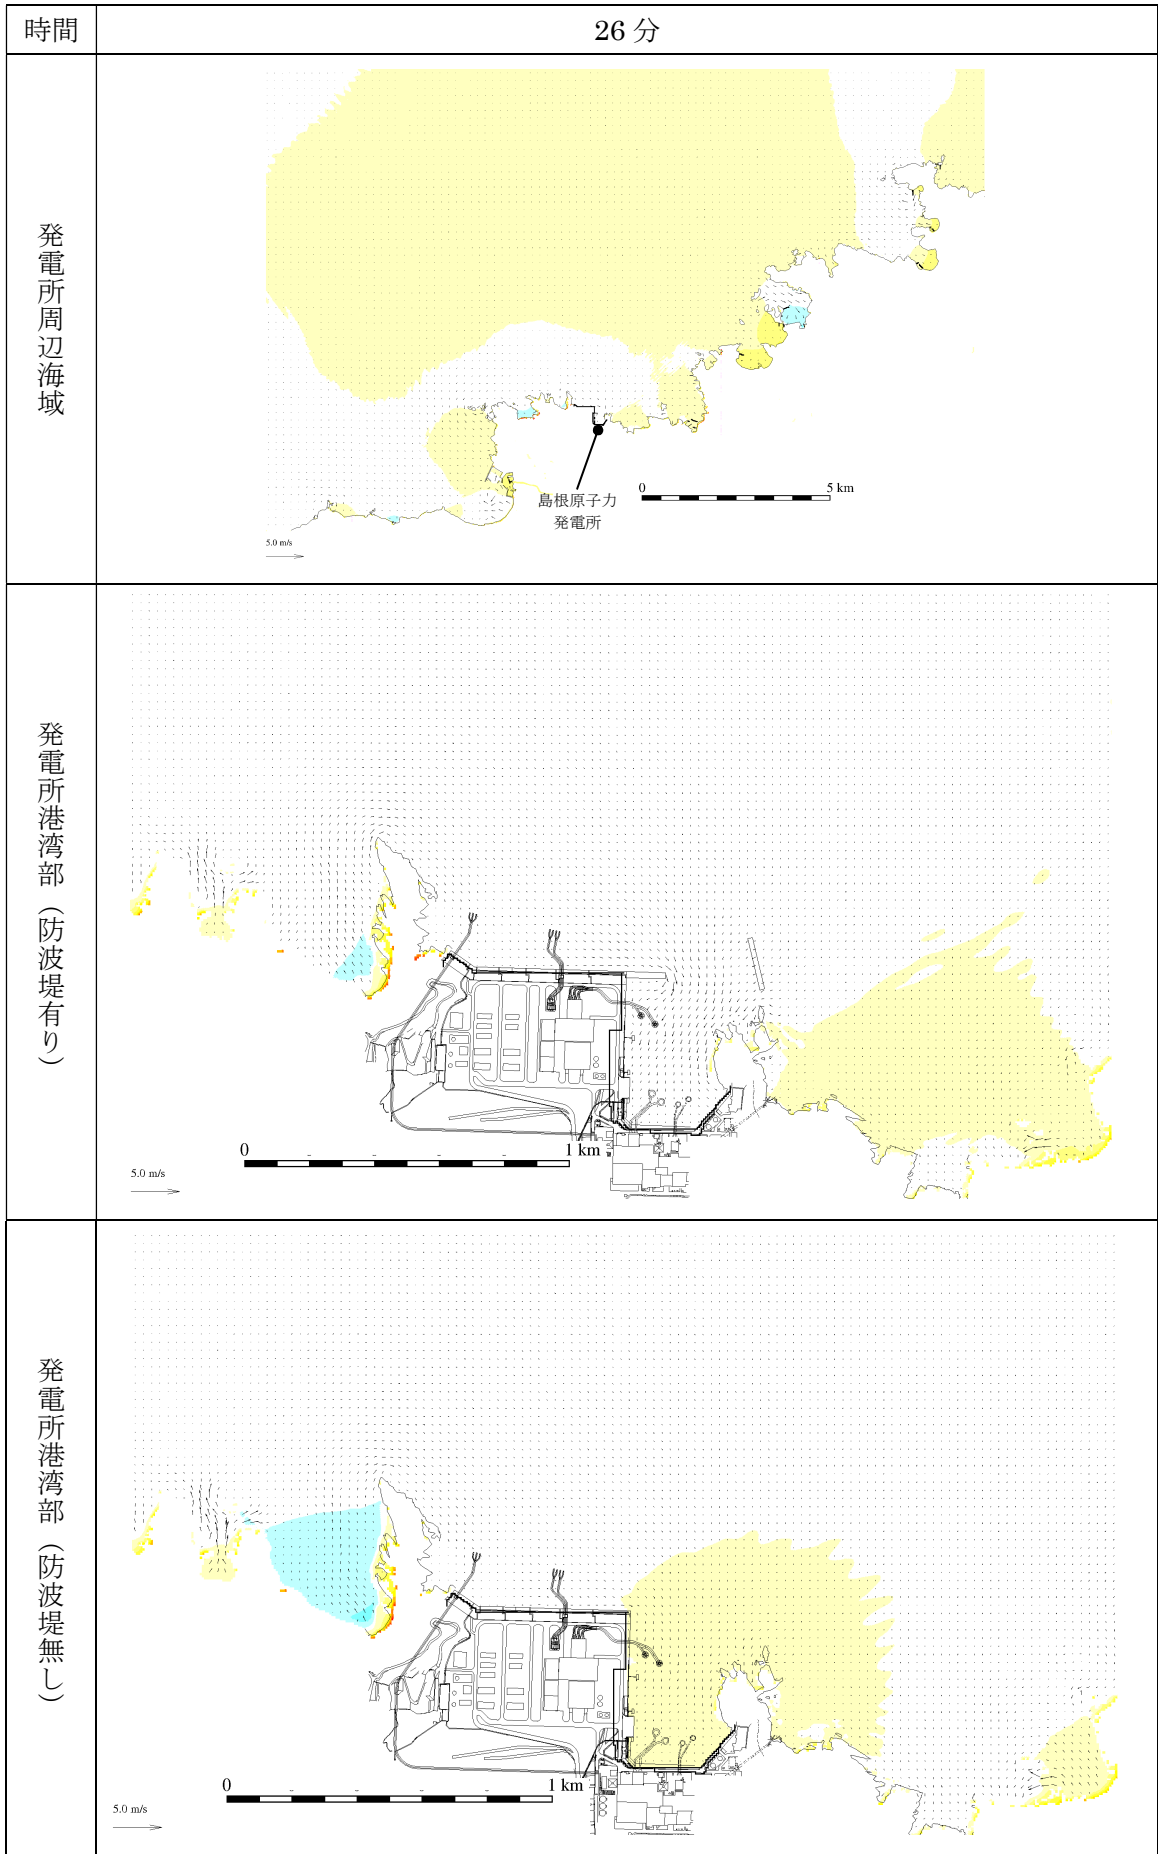 時間
26 分
発電所周辺海域
島根原子力
発電所
0 5 km
5.0 m/s
発電所港湾部（防波堤有り）
0 1 km
5.0 m/s
発電所港湾部（防波堤無し）
0 1 km
5.0 m/s